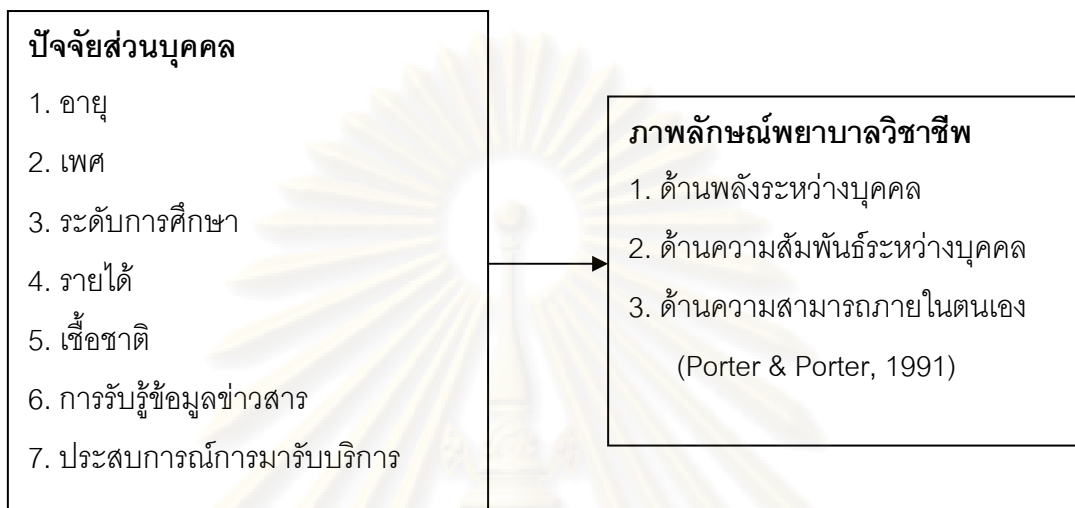 ปัจจัยส่วนบุคคล
1. อายุ
2. เพศ
3. ระดับการศึกษา
4. รายได้
5. เชื้อชาติ
6. การรับรู้ข้อมูลข่าวสาร
7. ประสบการณ์การมารับบริการ
ภาพลักษณ์พยาบาลวิชาชีพ
1. ด้านพลังระหว่างบุคคล
2. ด้านความสัมพันธ์ระหว่างบุคคล
3. ด้านความสามารถภายในตนเอง
(Porter & Porter, 1991)